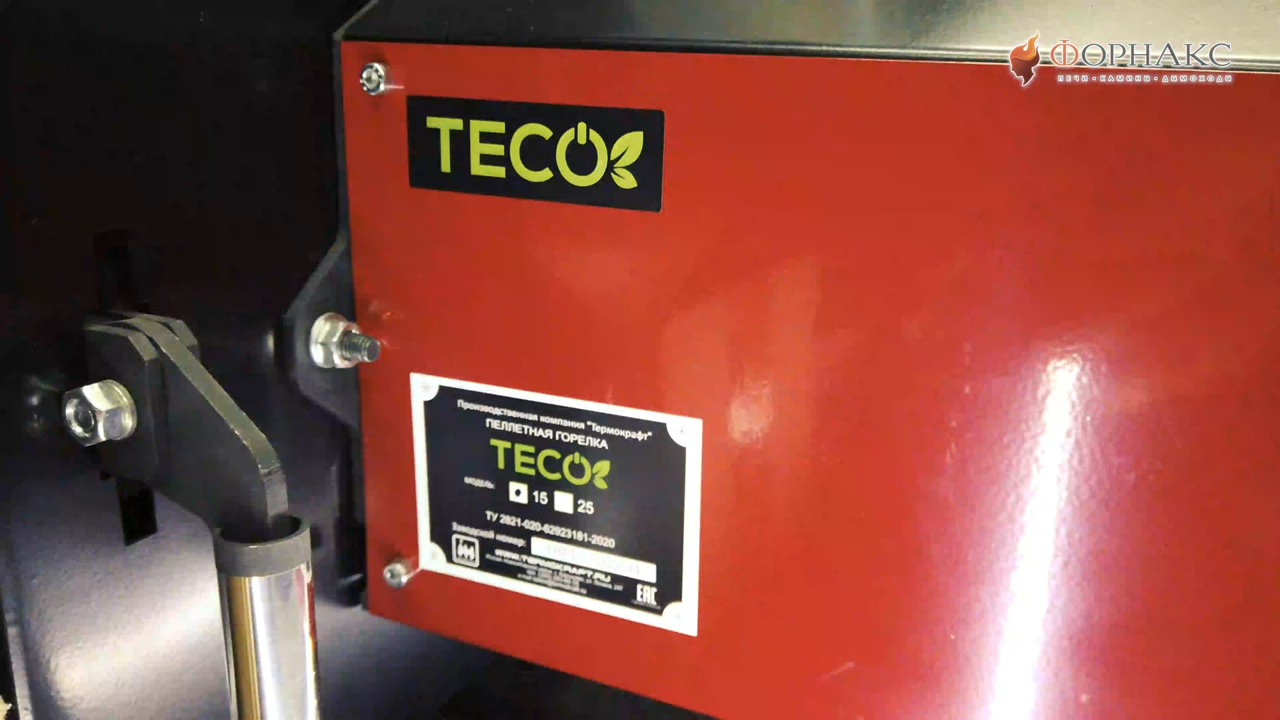 ФОРНАКС
ПЕЧИ • КАМИНЫ • ДЫМОХОДЫ
TECO
Производственная компания "Термокрафт"
ПЕЛЛЕТНАЯ ГОРЕЛКА
TECO
МОДЕЛЬ: 15 25
ТУ 2821-020-62923181-2020
Заводской номер:
WWW.TERMOKRAFT.RU
EAC